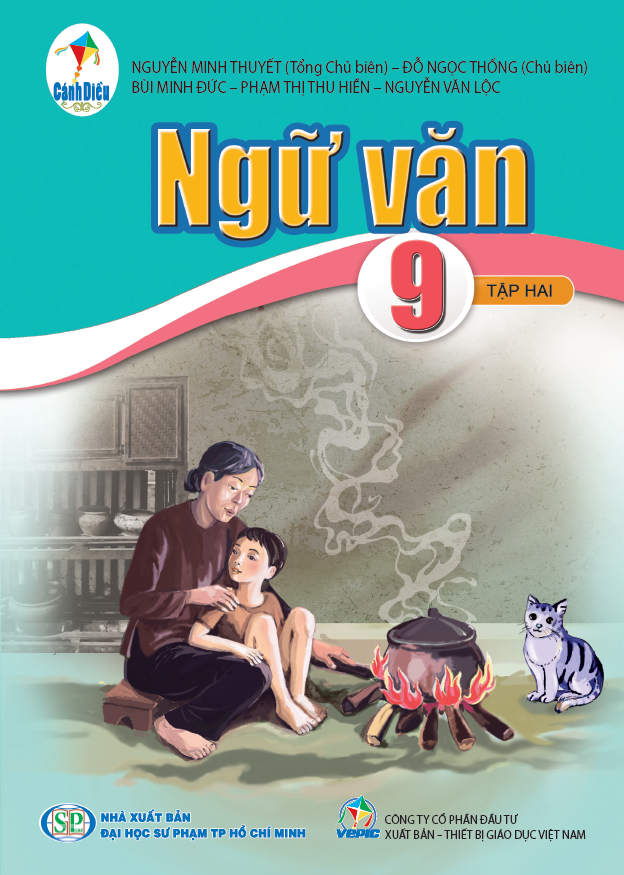 Cánh Diều
NGUYỄN MINH THUYẾT (Tổng Chủ biên) – ĐỖ NGỌC THỐNG (Chủ biên)
BÙI MINH ĐỨC – PHẠM THỊ THU HIỀN – NGUYỄN VĂN LỘC
Ngữ văn
9
TẬP HAI
SP
NHÀ XUẤT BẢN
ĐẠI HỌC SƯ PHẠM TP HỒ CHÍ MINH
VEPIC
CÔNG TY CỔ PHẦN ĐẦU TƯ
XUẤT BẢN – THIẾT BỊ GIÁO DỤC VIỆT NAM